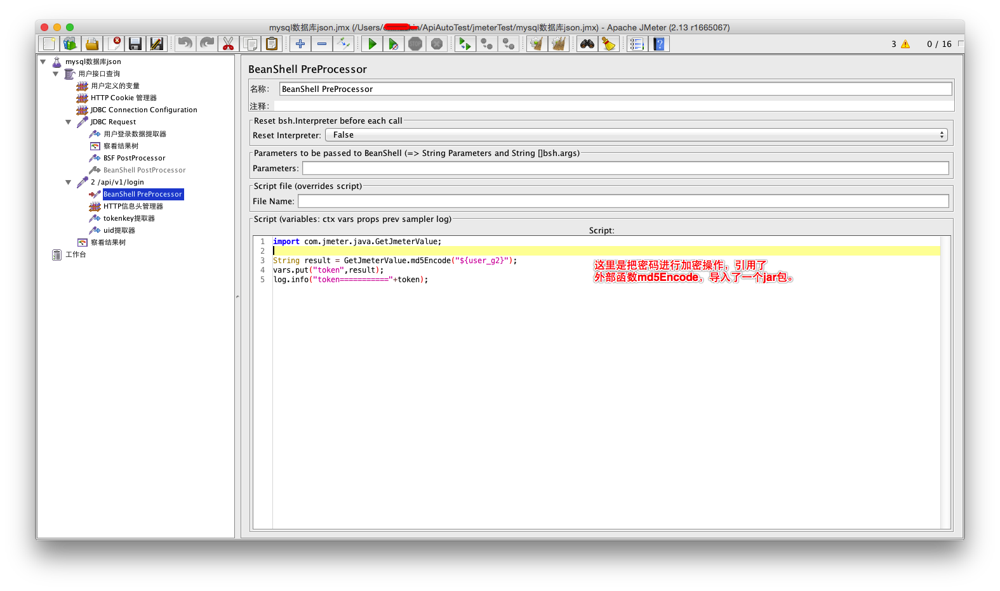 mysql数据库json.jmx (/Users/ kin/ApiAutoTest/jmeterTest/mysql数据库json.jmx) - Apache JMeter (2.13 r1665067)
STOP
3
0 / 16
mysql数据库json
用户接口查询
用户定义的变量
HTTP Cookie 管理器
JDBC Connection Configuration
JDBC Request
用户登录数据提取器
察看结果树
BSF PostProcessor
BeanShell PostProcessor
2 /api/v1/login
BeanShell PreProcessor
HTTP信息头管理器
tokenkey提取器
uid提取器
察看结果树
工作台
BeanShell PreProcessor
名称: BeanShell PreProcessor
注释:
Reset bsh.Interpreter before each call
Reset Interpreter: False
Parameters to be passed to BeanShell (=> String Parameters and String []bsh.args)
Parameters:
Script file (overrides script)
File Name:
Script (variables: ctx vars props prev sampler log)
Script:
1 import com.jmeter.java.GetJmeterValue;
2
3 String result = GetJmeterValue.md5Encode("${user_g2}");
4 vars.put("token",result);
5 log.info("token==========="+token);
这里是把密码进行加密操作，引用了
外部函数md5Encode，导入了一个jar包。